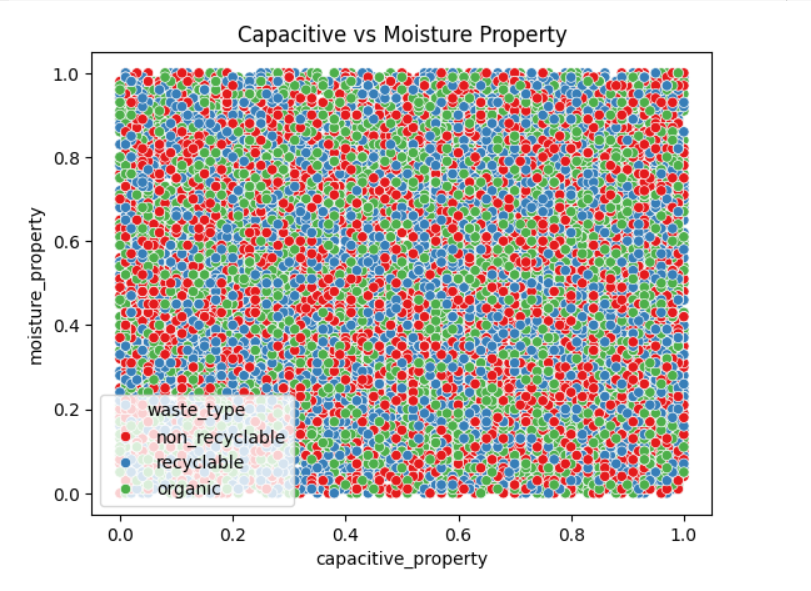 Capacitive vs Moisture Property
1.0
0.8
0.6
0.4
0.2
0.0
moisture_property
waste_type
non_recyclable
recyclable
organic
0.0 0.2 0.4 0.6 0.8 1.0
capacitive_property